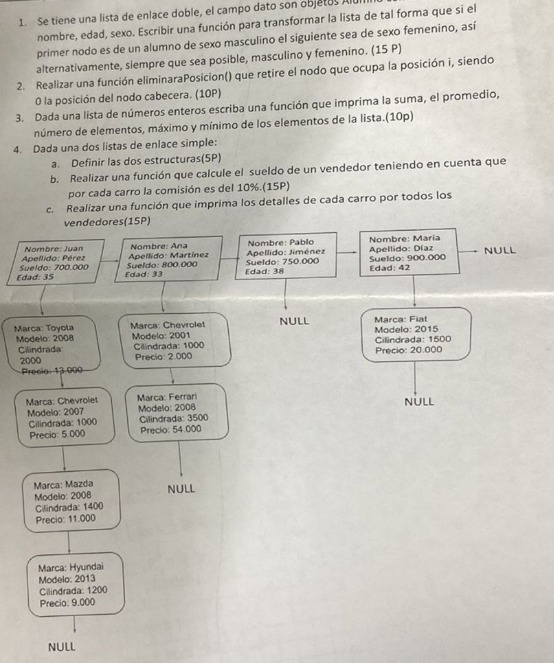 1. Se tiene una lista de enlace doble, el campo dato son objetos
nombre, edad, sexo. Escribir una función para transformar la lista de tal forma que si el
primer nodo es de un alumno de sexo masculino el siguiente sea de sexo femenino, así
alternativamente, siempre que sea posible, masculino y femenino. (15 P)
2. Realizar una función eliminaraPosicion() que retire el nodo que ocupa la posición i, siendo
0 la posición del nodo cabecera. (10P)
3. Dada una lista de números enteros escriba una función que imprima la suma, el promedio,
número de elementos, máximo y mínimo de los elementos de la lista.(10p)
4. Dada una dos listas de enlace simple:
a. Definir las dos estructuras(5P)
b. Realizar una función que calcule el sueldo de un vendedor teniendo en cuenta que
por cada carro la comisión es del 10%.(15P)
c. Realizar una función que imprima los detalles de cada carro por todos los
vendedores(15P)
Nombre: Juan
Apellido: Pérez
Sueldo: 700.000
Edad: 35
Nombre: Ana
Apellido: Martinez
Sueldo: 800.000
Edad: 33
Nombre: Pablo
Apellido: Jiménez
Sueldo: 750.000
Edad: 38
Nombre: Maria
Apellido: Díaz
Sueldo: 900.000
Edad: 42
NULL
Marca: Toyota
Modelo: 2008
Cilindrada:
2000
Precio: 13.000
Marca: Chevrolet
Modelo: 2001
Cilindrada: 1000
Precio: 2.000
NULL
Marca: Fiat
Modelo: 2015
Cilindrada: 1500
Precio: 20.000
Marca: Chevrolet
Modelo: 2007
Cilindrada: 1000
Precio: 5.000
Marca: Ferrari
Modelo: 2008
Cilindrada: 3500
Precio: 54.000
NULL
Marca: Mazda
Modelo: 2008
Cilindrada: 1400
Precio: 11.000
NULL
Marca: Hyundai
Modelo: 2013
Cilindrada: 1200
Precio: 9.000
NULL